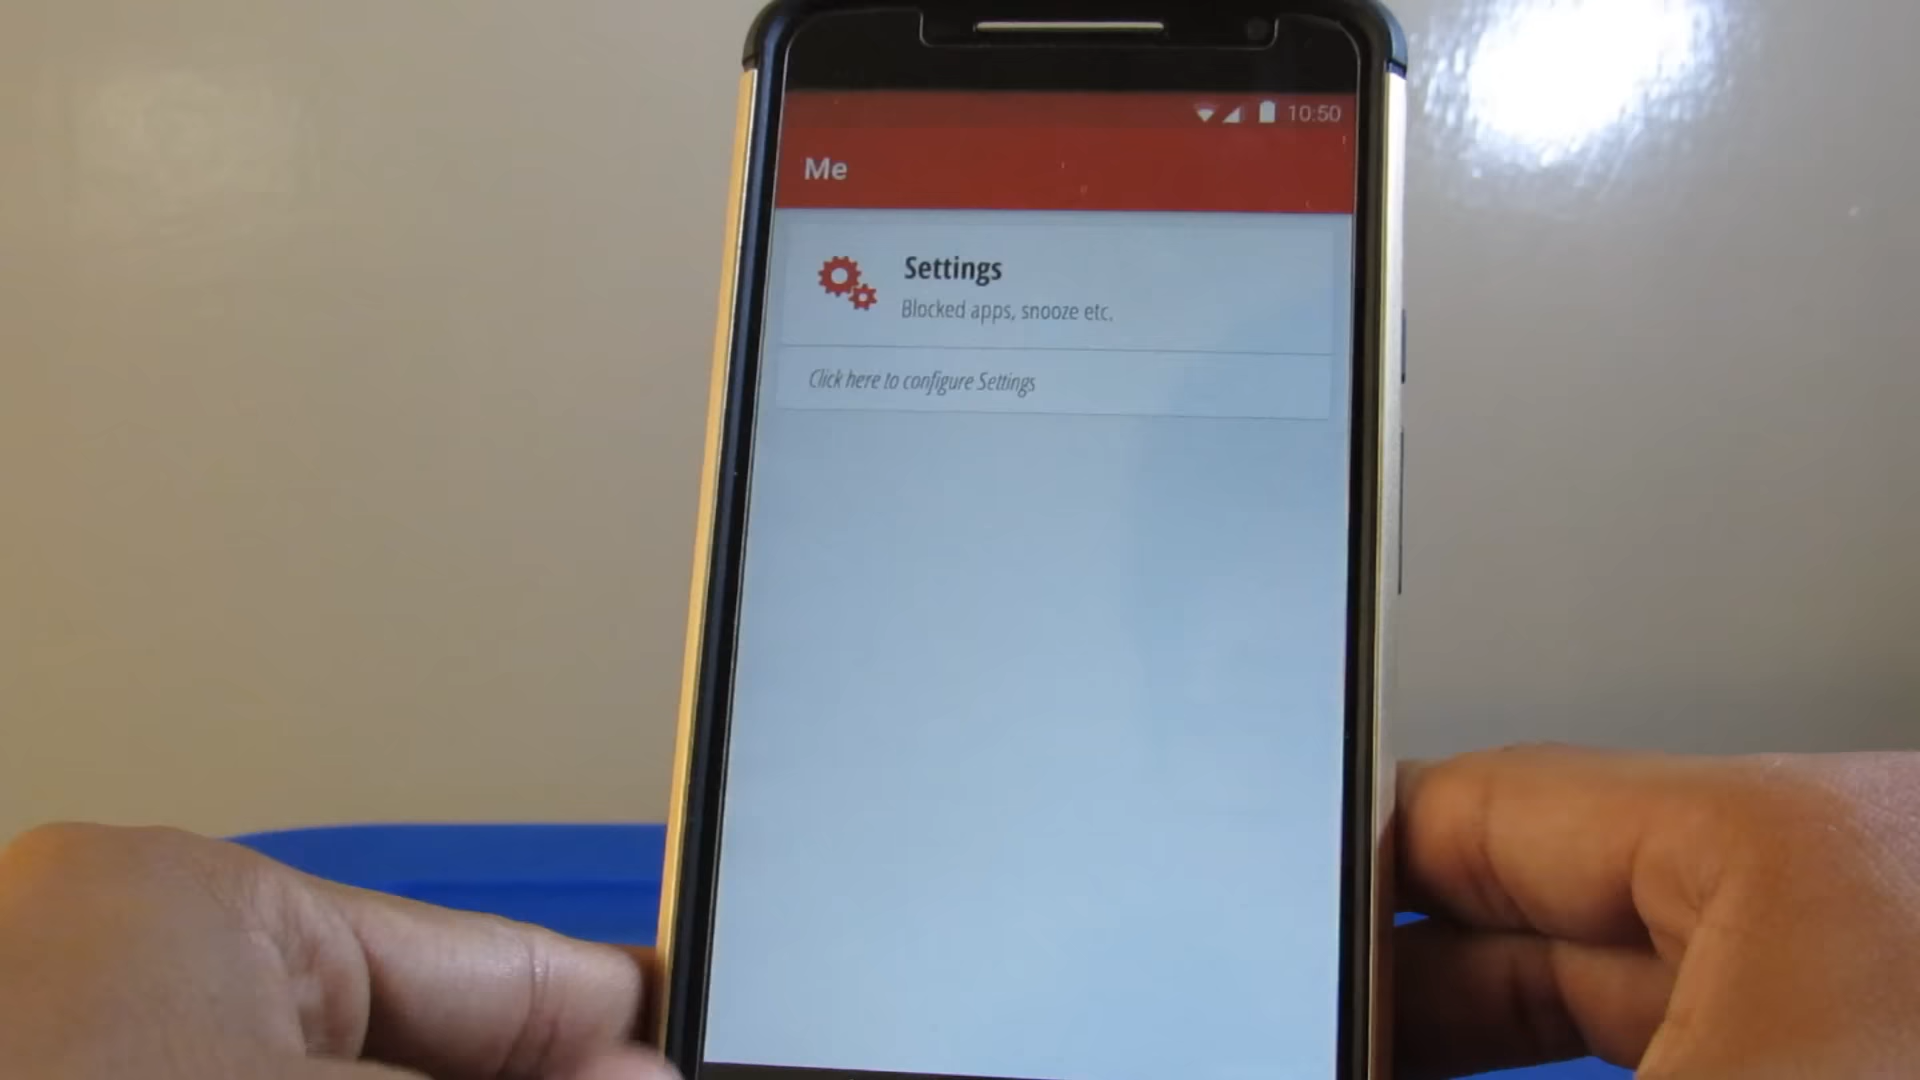 10:50
Me
Settings
Blocked apps, snooze etc.
Click here to configure Settings